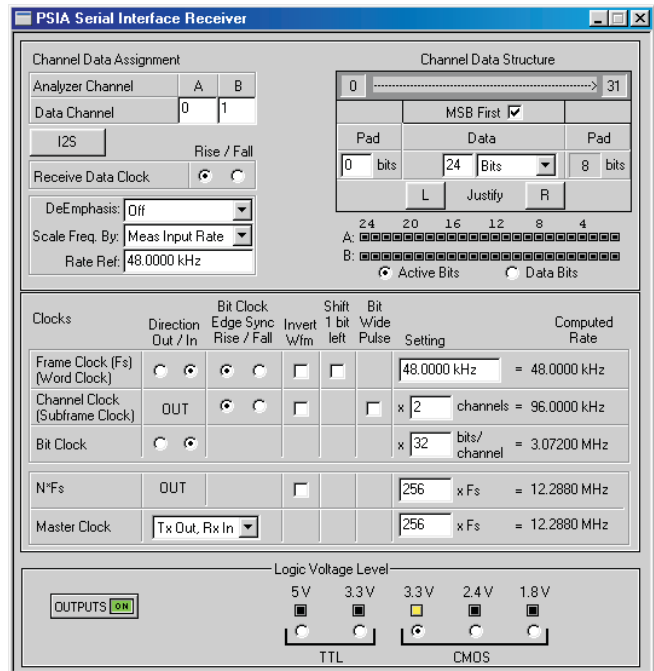 PSIA Serial Interface Receiver
Channel Data Assignment
Analyzer Channel A B
Data Channel 0 1
I2S
Rise / Fall
Receive Data Clock
DeEmphasis: Off
Scale Freq. By: Meas Input Rate
Rate Ref: 48.0000 kHz
Channel Data Structure
0 31
MSB First
Pad Data Pad
0 bits 24 Bits 8 bits
L Justify R
24 20 16 12 8 4
A:
B:
Active Bits Data Bits
Clocks
Direction
Out / In
Bit Clock
Edge Sync
Rise / Fall
Invert
Wfm
Shift
1 bit
left
Bit
Wide
Pulse
Setting
Computed
Rate
Frame Clock (Fs)
(Word Clock)
48.0000 kHz = 48.0000 kHz
Channel Clock
(Subframe Clock)
OUT
x 2 channels = 96.0000 kHz
Bit Clock
x 32 bits/
channel
= 3.07200 MHz
N*Fs OUT 256 x Fs = 12.2880 MHz
Master Clock Tx Out, Rx In 256 x Fs = 12.2880 MHz
Logic Voltage Level
OUTPUTS ON
5 V 3.3 V 3.3 V 2.4 V 1.8 V
TTL CMOS